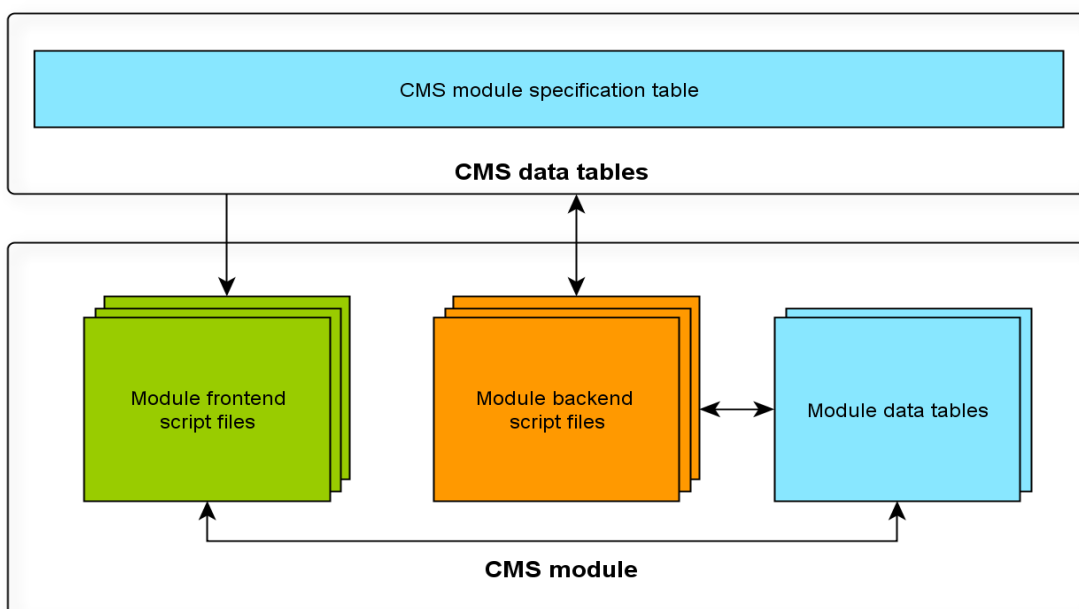 CMS module specification table
CMS data tables
Module frontend
script files
Module backend
script files
Module data tables
CMS module